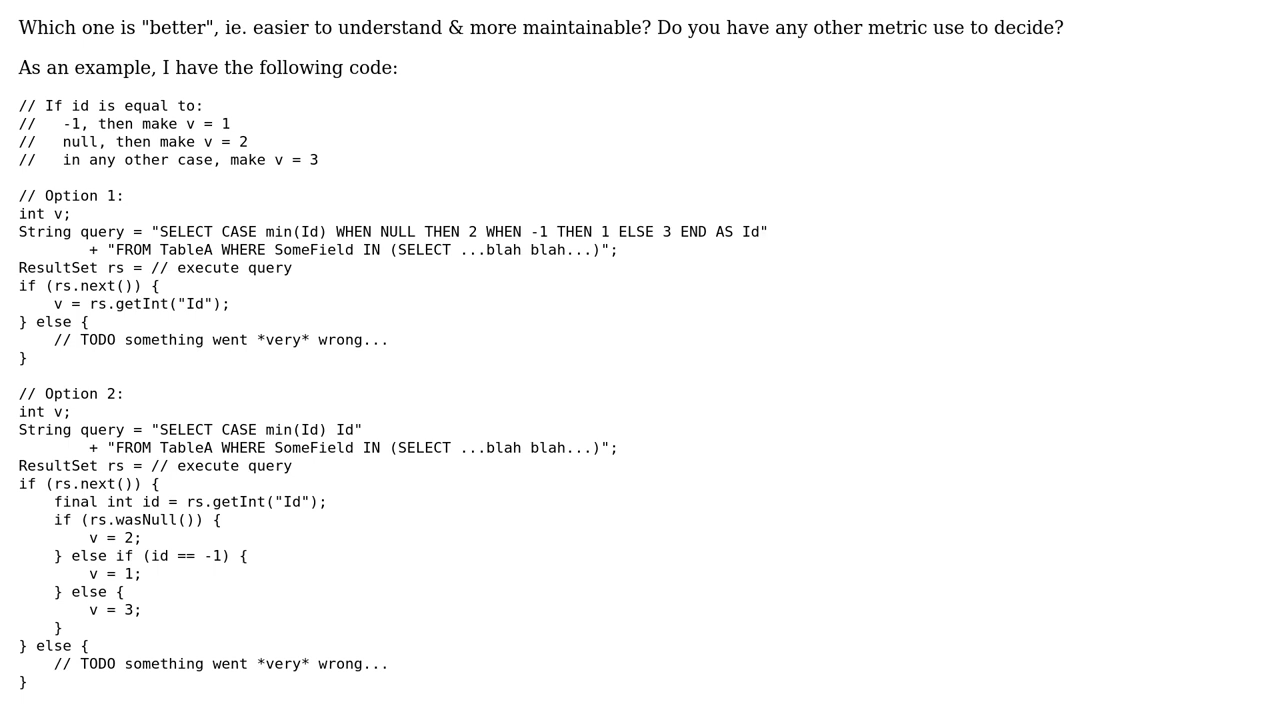 Which one is "better", ie. easier to understand & more maintainable? Do you have any other metric use to decide?
As an example, I have the following code:
// If id is equal to:
//   -1, then make v = 1
//   null, then make v = 2
//   in any other case, make v = 3
// Option 1:
int v;
String query = "SELECT CASE min(Id) WHEN NULL THEN 2 WHEN -1 THEN 1 ELSE 3 END AS Id"
        + "FROM TableA WHERE SomeField IN (SELECT ...blah blah...)";
ResultSet rs = // execute query
if (rs.next()) {
    v = rs.getInt("Id");
} else {
    // TODO something went *very* wrong...
}
// Option 2:
int v;
String query = "SELECT CASE min(Id) Id"
        + "FROM TableA WHERE SomeField IN (SELECT ...blah blah...)";
ResultSet rs = // execute query
if (rs.next()) {
    final int id = rs.getInt("Id");
    if (rs.wasNull()) {
        v = 2;
    } else if (id == -1) {
        v = 1;
    } else {
        v = 3;
    }
} else {
    // TODO something went *very* wrong...
}